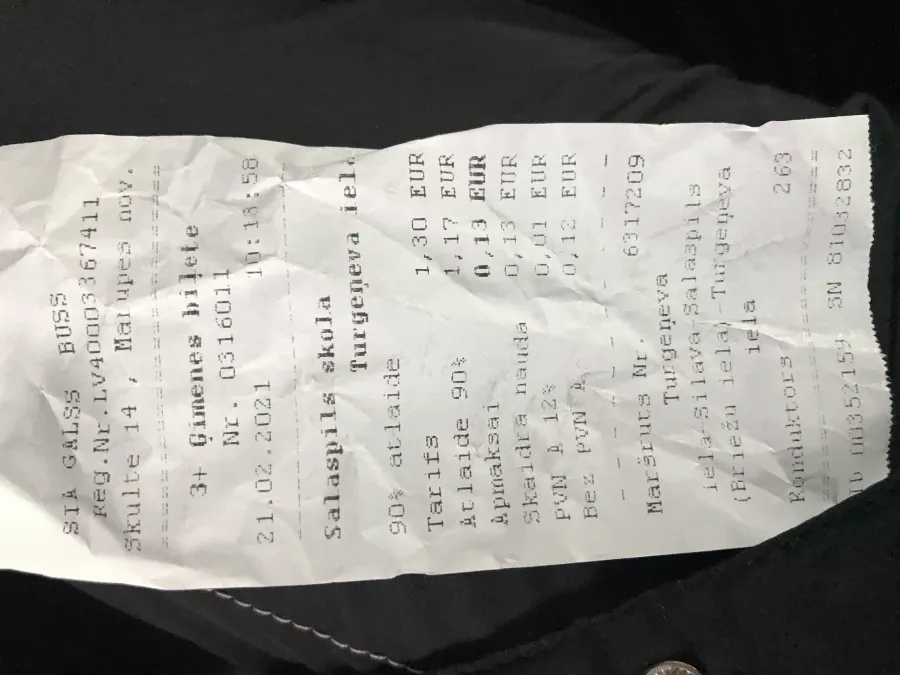 SIA GALSS BUSS
Reg.Nr.LV40003367411
Skulte 14 , Marupes nov.
3+ Ģimenes biļete
Nr. 0316011
21.02.2021 10:13:58
Salaspils skola
Turgeņeva iela
90% atlaide
Tarifs 1,30 EUR
Atlaide 90% 1,17 EUR
Apmaksai 0,13 EUR
Skaidra nauda 0,13 EUR
PVN A 12% 0,01 EUR
Bez PVN A 0,12 EUR
Maršruts Nr. 6317209
Turgeņeva
iela-Silava-Salaspils
(Briežu iela)-Turgeņeva
iela
Konduktors 263
SN 81032832